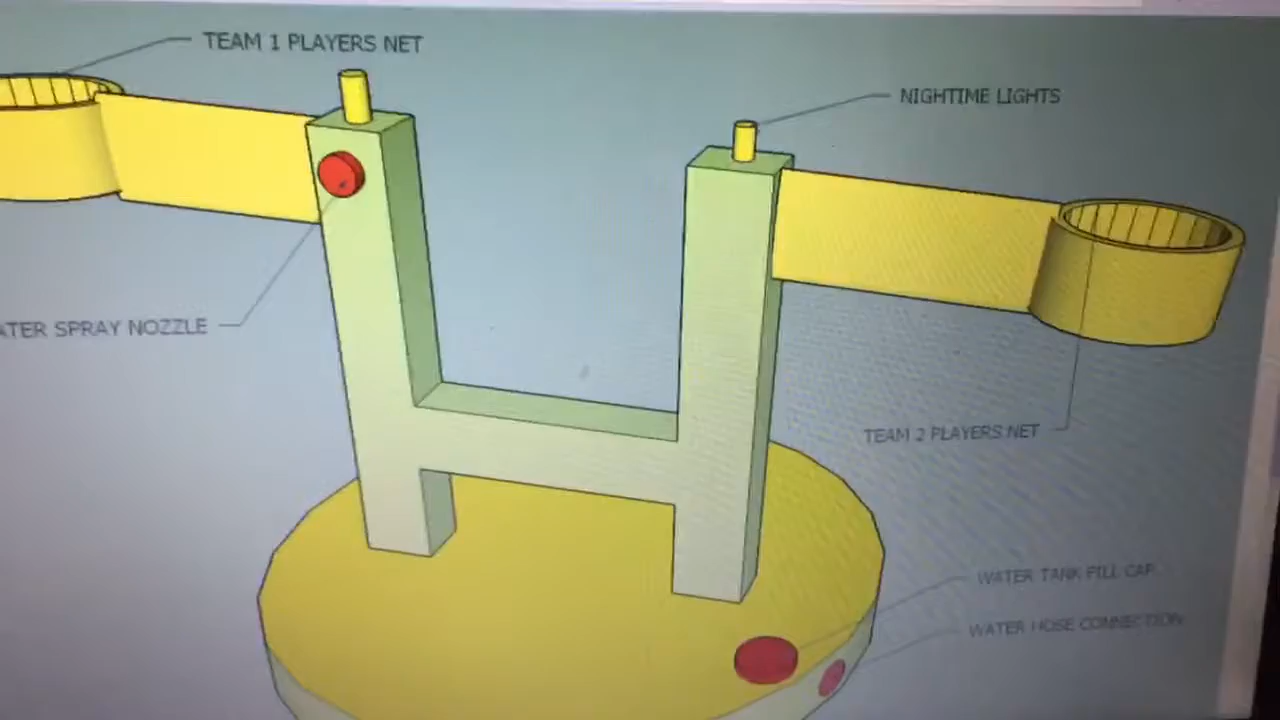 TEAM 1 PLAYERS NET
NIGHTIME LIGHTS
ATER SPRAY NOZZLE
TEAM 2 PLAYERS NET
WATER TANK FILL CAP
WATER HOSE CONNECTION